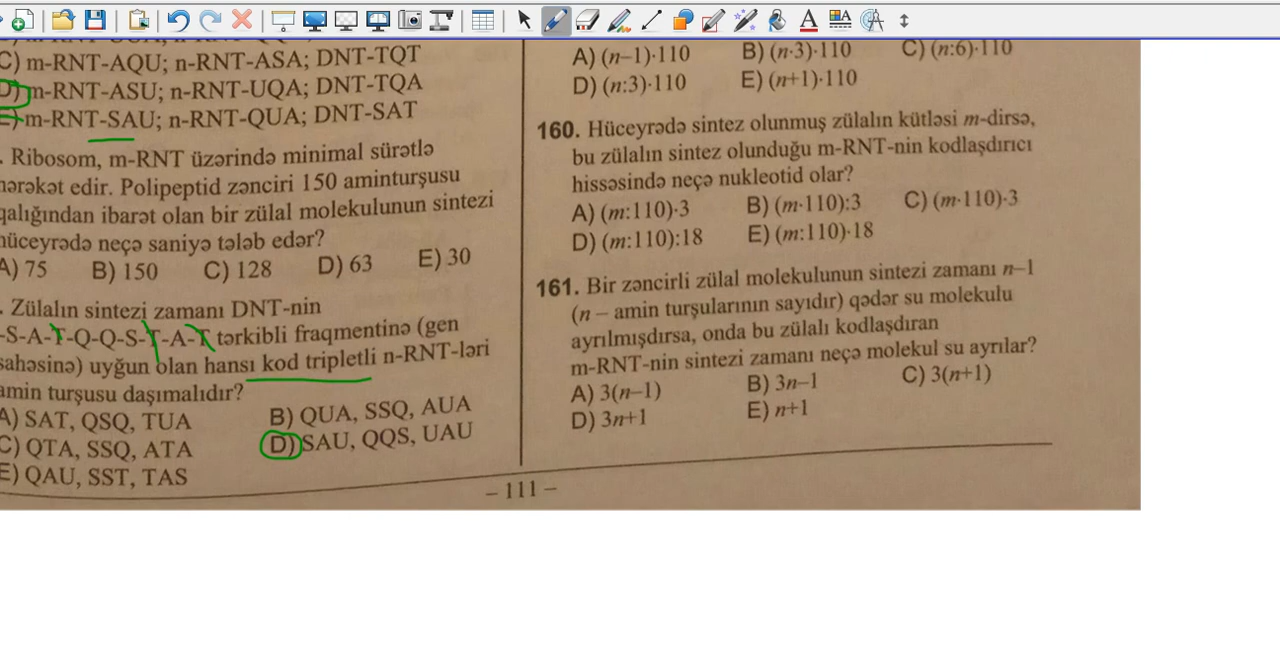 C) m-RNT-AQU; n-RNT-ASA; DNT-TQT
D) m-RNT-ASU; n-RNT-UQA; DNT-TQA
E) m-RNT-SAU; n-RNT-QUA; DNT-SAT
. Ribosom, m-RNT üzərində minimal sürətlə
hərəkət edir. Polipeptid zənciri 150 aminturşusu
qalığından ibarət olan bir zülal molekulunun sintezi
hüceyrədə neçə saniyə tələb edər?
A) 75 B) 150 C) 128 D) 63 E) 30
. Zülalın sintezi zamanı DNT-nin
-S-A-T-Q-Q-S-T-A-T tərkibli fraqmentinə (gen
sahəsinə) uyğun olan hansı kod tripletli n-RNT-ləri
amin turşusu daşımalıdır?
A) SAT, QSQ, TUA B) QUA, SSQ, AUA
C) QTA, SSQ, ATA D) SAU, QQS, UAU
E) QAU, SST, TAS
A) (n–1)·110 B) (n·3)·110 C) (n:6)·110
D) (n:3)·110 E) (n+1)·110
160. Hüceyrədə sintez olunmuş zülalın kütləsi m-dirsə,
bu zülalın sintez olunduğu m-RNT-nin kodlaşdırıcı
hissəsində neçə nukleotid olar?
A) (m:110)·3 B) (m·110):3 C) (m·110)·3
D) (m:110):18 E) (m:110)·18
161. Bir zəncirli zülal molekulunun sintezi zamanı n–1
(n – amin turşularının sayıdır) qədər su molekulu
ayrılmışdırsa, onda bu zülalı kodlaşdıran
m-RNT-nin sintezi zamanı neçə molekul su ayrılar?
A) 3(n–1) B) 3n–1 C) 3(n+1)
D) 3n+1 E) n+1
– 111 –